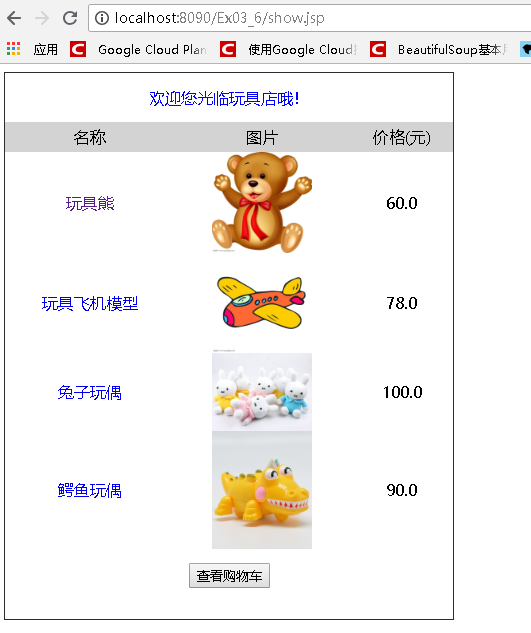 localhost:8090/Ex03_6/show.jsp
应用 Google Cloud Plan 使用Google Cloud BeautifulSoup基本
欢迎您光临玩具店哦!
名称 图片 价格(元)
玩具熊 60.0
玩具飞机模型 78.0
兔子玩偶 100.0
鳄鱼玩偶 90.0
查看购物车